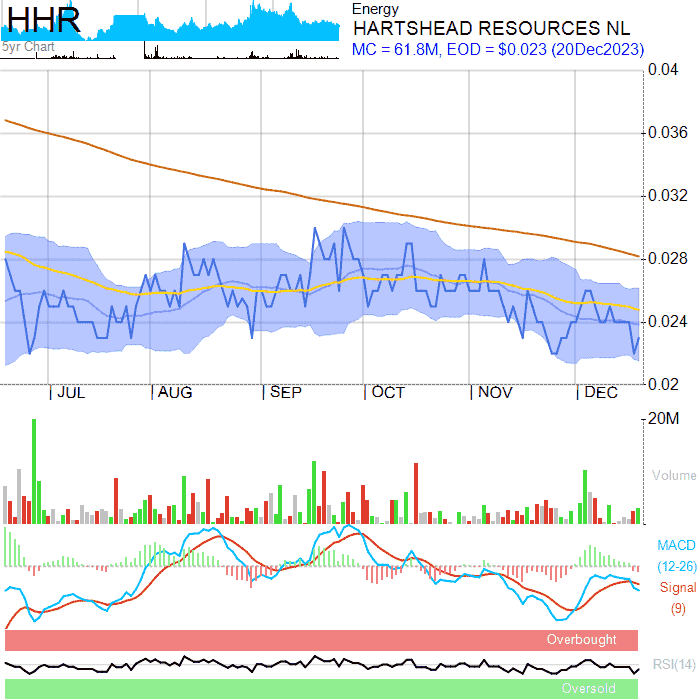 HHR
Energy
HARTSHEAD RESOURCES NL
5yr Chart
MC = 61.8M, EOD = $0.023 (20Dec2023)
0.04
0.036
0.032
0.028
0.024
0.02
JUL AUG SEP OCT NOV DEC
20M
Volume
MACD
(12-26)
Signal
(9)
Overbought
RSI(14)
Oversold